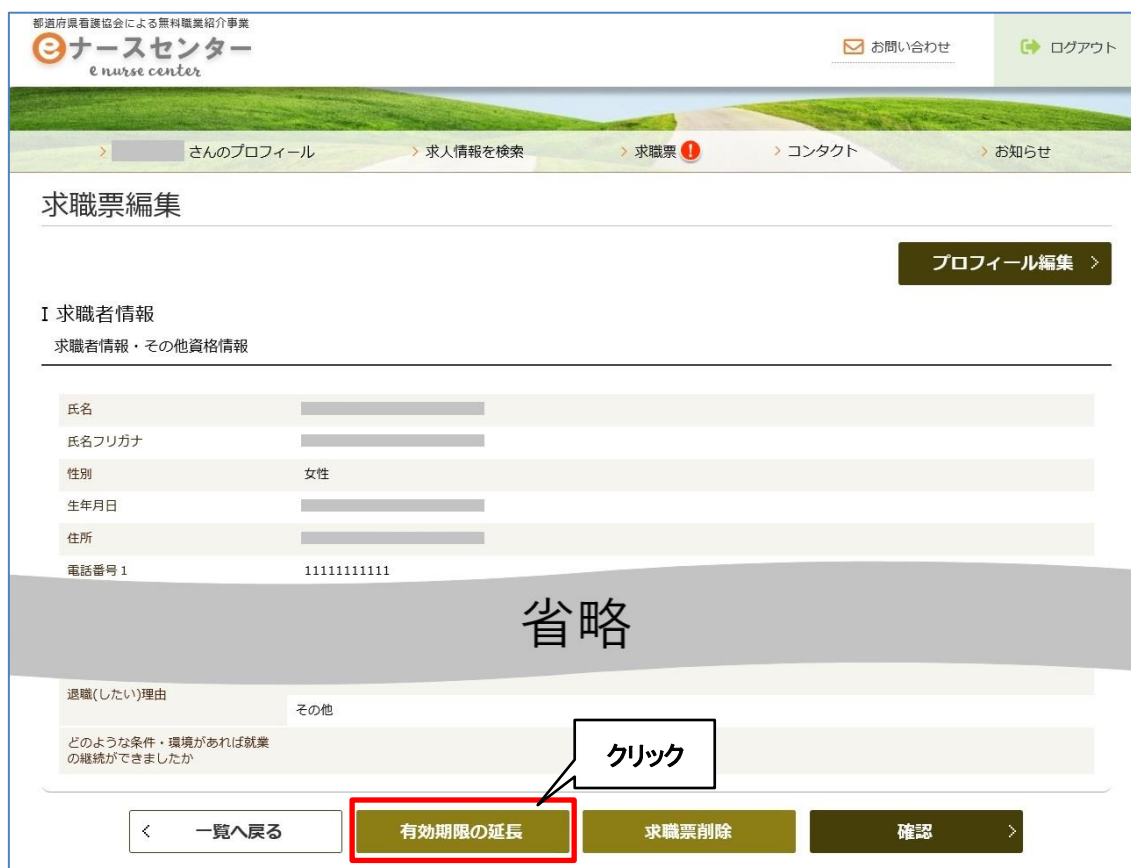 都道府県看護協会による無料職業紹介事業
eナースセンター
e nurse center
お問い合わせ
ログアウト
さんのプロフィール
求人情報を検索
求職票 !
コンタクト
お知らせ
求職票編集
プロフィール編集
I 求職者情報
求職者情報・その他資格情報
氏名
氏名フリガナ
性別 女性
生年月日
住所
電話番号1 11111111111
省略
退職(したい)理由
その他
どのような条件・環境があれば就業
の継続ができましたか
クリック
一覧へ戻る
有効期限の延長
求職票削除
確認